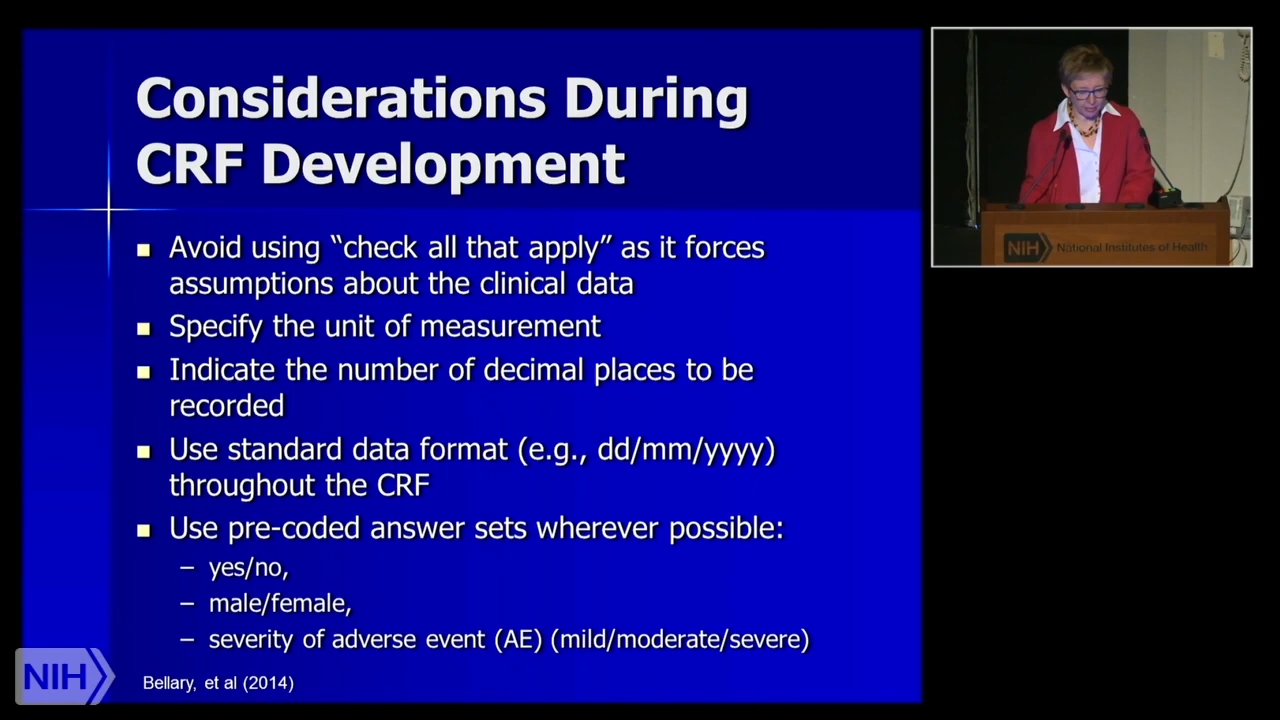 Considerations During
CRF Development
Avoid using “check all that apply” as it forces
assumptions about the clinical data
Specify the unit of measurement
Indicate the number of decimal places to be
recorded
Use standard data format (e.g., dd/mm/yyyy)
throughout the CRF
Use pre-coded answer sets wherever possible:
– yes/no,
– male/female,
– severity of adverse event (AE) (mild/moderate/severe)
Bellary, et al (2014)
NIH
NIH National Institutes of Health